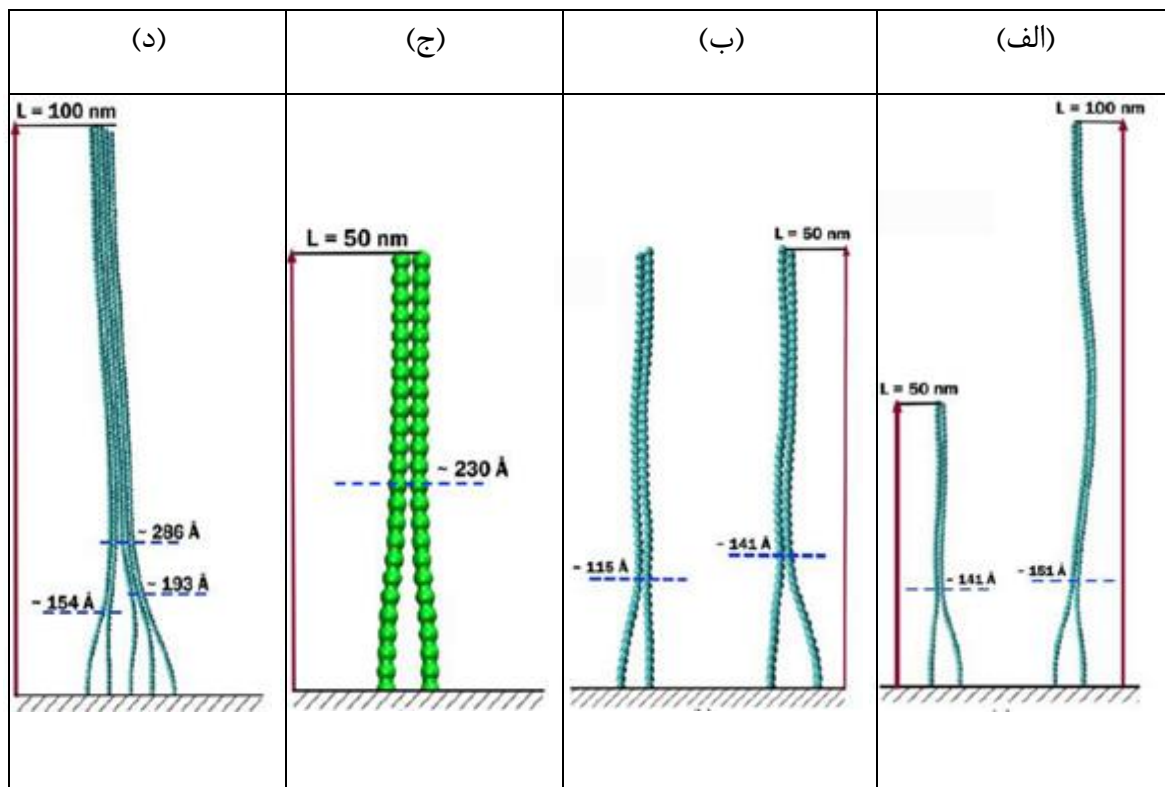 (الف)
(ب)
(ج)
(د)
L = 100 nm
L = 50 nm
~ 141 Å
~ 151 Å
L = 50 nm
~ 115 Å
~ 141 Å
L = 50 nm
~ 230 Å
L = 100 nm
~ 286 Å
~ 193 Å
~ 154 Å